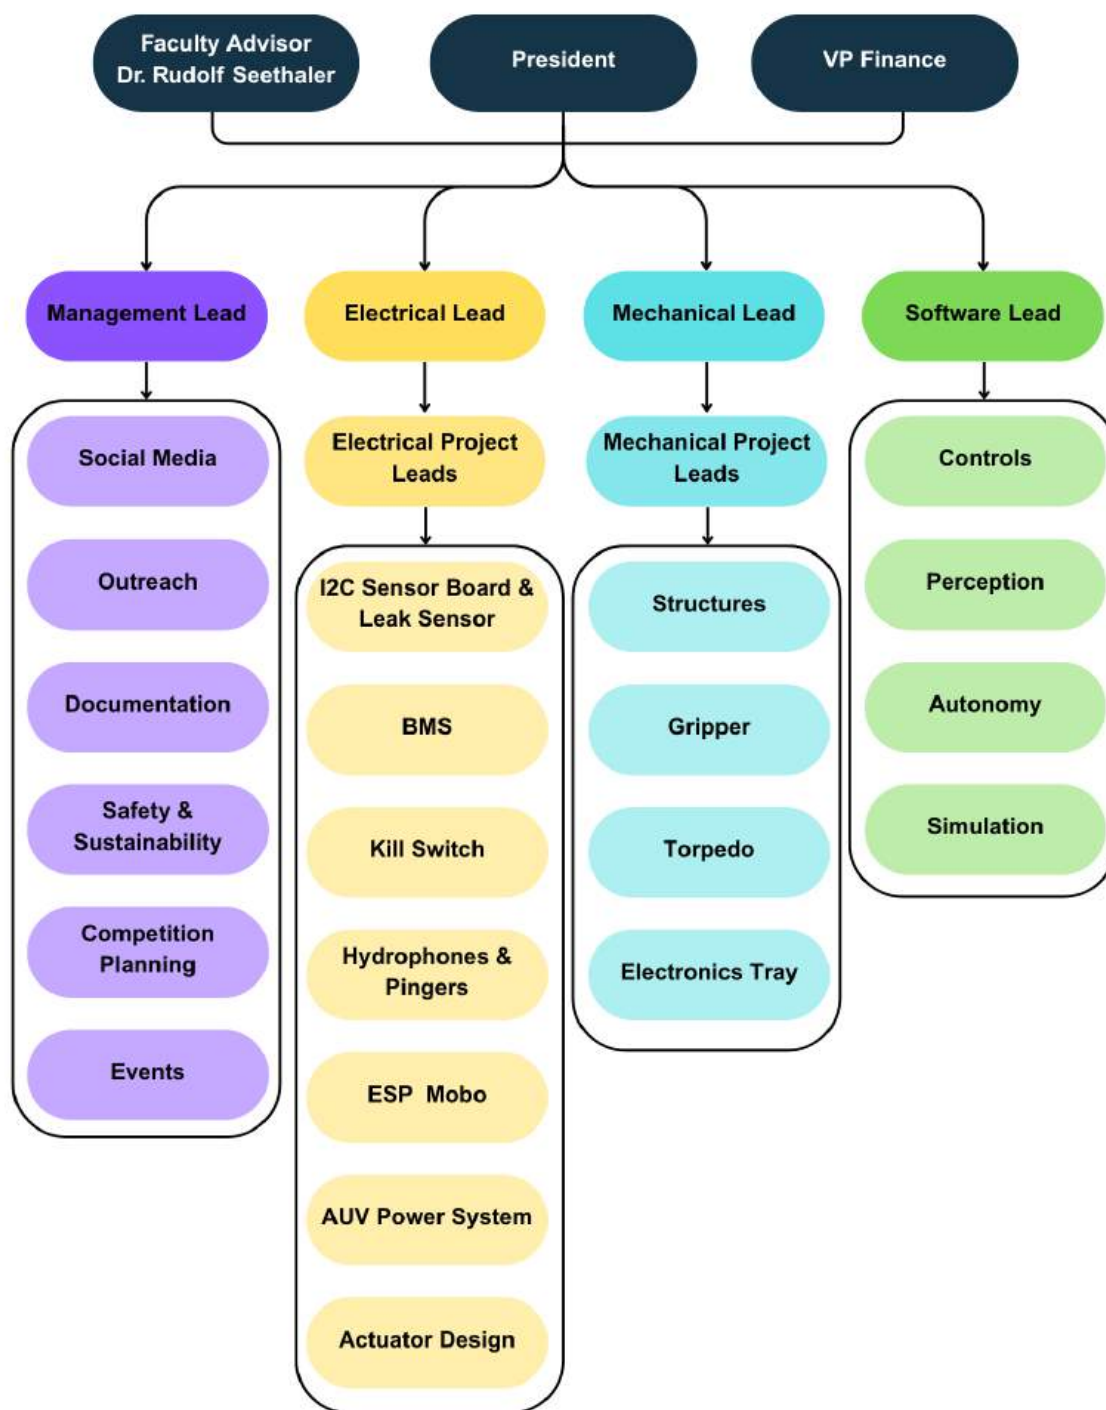 Faculty Advisor
Dr. Rudolf Seethaler
President
VP Finance
Management Lead
Electrical Lead
Mechanical Lead
Software Lead
Social Media
Outreach
Documentation
Safety &
Sustainability
Competition
Planning
Events
Electrical Project
Leads
I2C Sensor Board &
Leak Sensor
BMS
Kill Switch
Hydrophones &
Pingers
ESP  Mobo
AUV Power System
Actuator Design
Mechanical Project
Leads
Structures
Gripper
Torpedo
Electronics Tray
Controls
Perception
Autonomy
Simulation